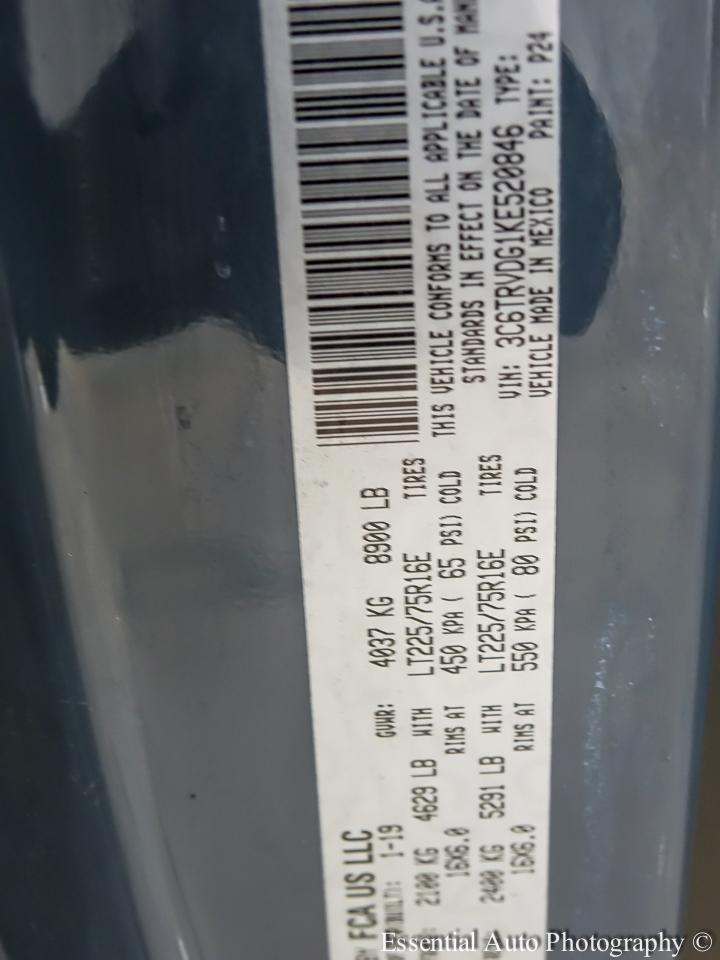 BY FCA US LLC
(BUILT): 1-19 GVWR: 4037 KG 8900 LB
2100 KG 4629 LB WITH LT225/75R16E TIRES
16X6.0 RIMS AT 450 KPA ( 65 PSI) COLD
2400 KG 5291 LB WITH LT225/75R16E TIRES
16X6.0 RIMS AT 550 KPA ( 80 PSI) COLD
THIS VEHICLE CONFORMS TO ALL APPLICABLE U.S.A
STANDARDS IN EFFECT ON THE DATE OF
VIN: 3C6TRVDG1KE520846 TYPE:
VEHICLE MADE IN MEXICO PAINT: P24
Essential Auto Photography ©